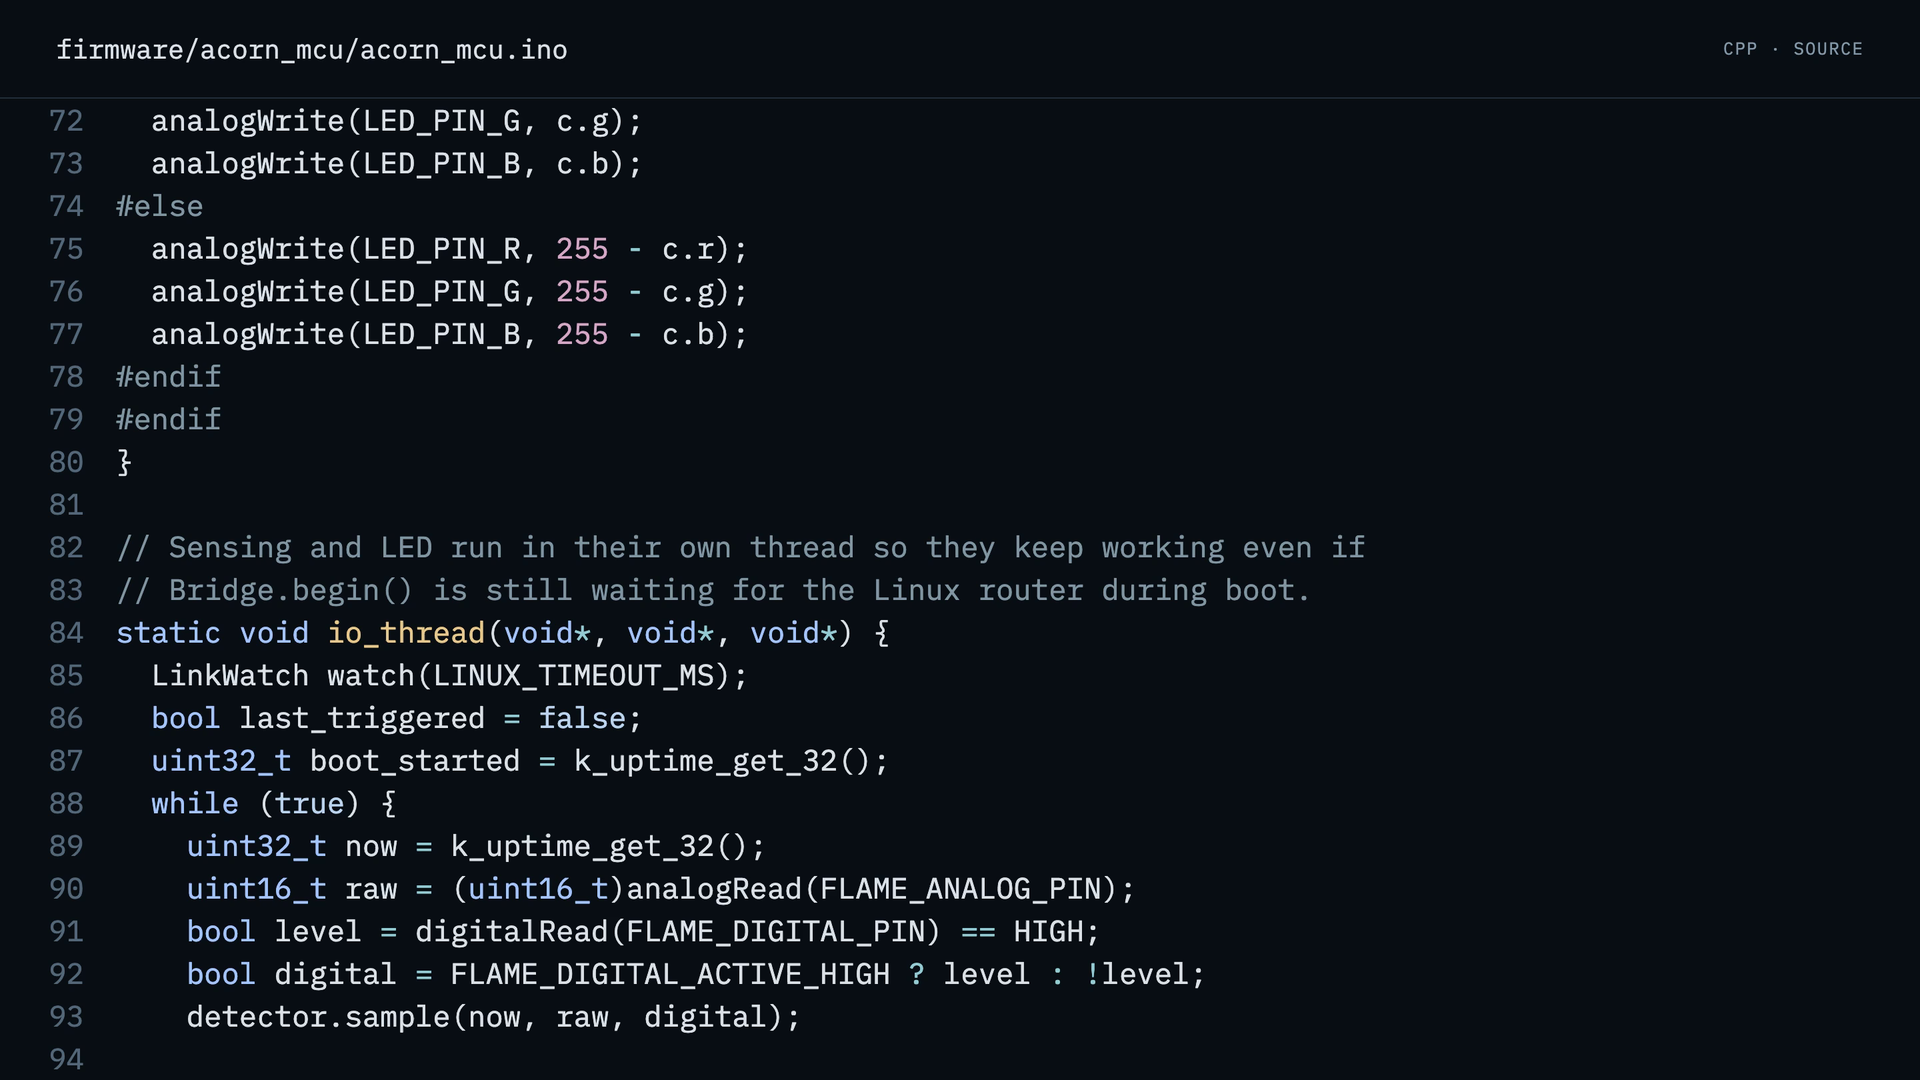 firmware/acorn_mcu/acorn_mcu.ino
CPP · SOURCE
72   analogWrite(LED_PIN_G, c.g);
73   analogWrite(LED_PIN_B, c.b);
74 #else
75   analogWrite(LED_PIN_R, 255 - c.r);
76   analogWrite(LED_PIN_G, 255 - c.g);
77   analogWrite(LED_PIN_B, 255 - c.b);
78 #endif
79 #endif
80 }
81
82 // Sensing and LED run in their own thread so they keep working even if
83 // Bridge.begin() is still waiting for the Linux router during boot.
84 static void io_thread(void*, void*, void*) {
85   LinkWatch watch(LINUX_TIMEOUT_MS);
86   bool last_triggered = false;
87   uint32_t boot_started = k_uptime_get_32();
88   while (true) {
89     uint32_t now = k_uptime_get_32();
90     uint16_t raw = (uint16_t)analogRead(FLAME_ANALOG_PIN);
91     bool level = digitalRead(FLAME_DIGITAL_PIN) == HIGH;
92     bool digital = FLAME_DIGITAL_ACTIVE_HIGH ? level : !level;
93     detector.sample(now, raw, digital);
94